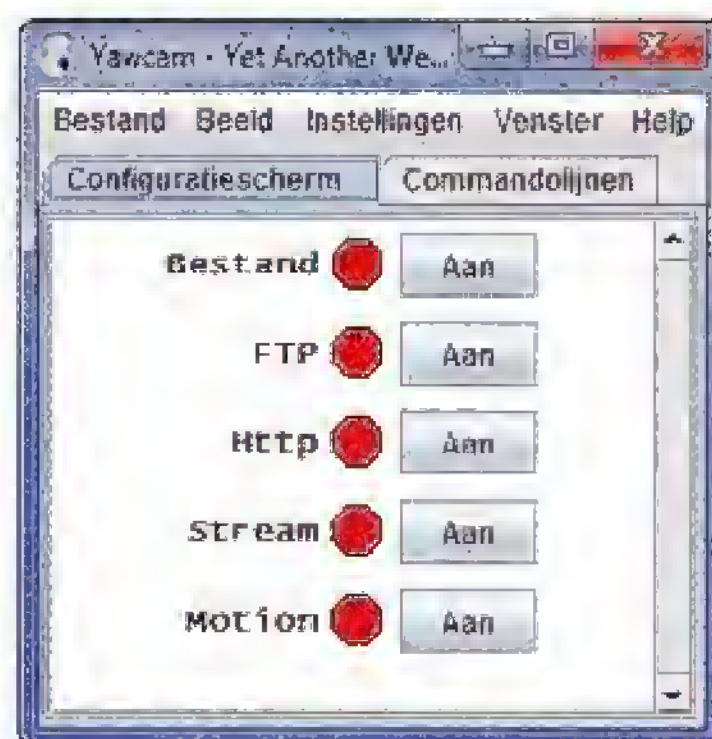 Yawcam - Yet Another We...
Bestand Beeld Instellingen Venster Help
Configuratiescherm Commandolijnen
Bestand Aan
FTP Aan
Http Aan
Stream Aan
Motion Aan